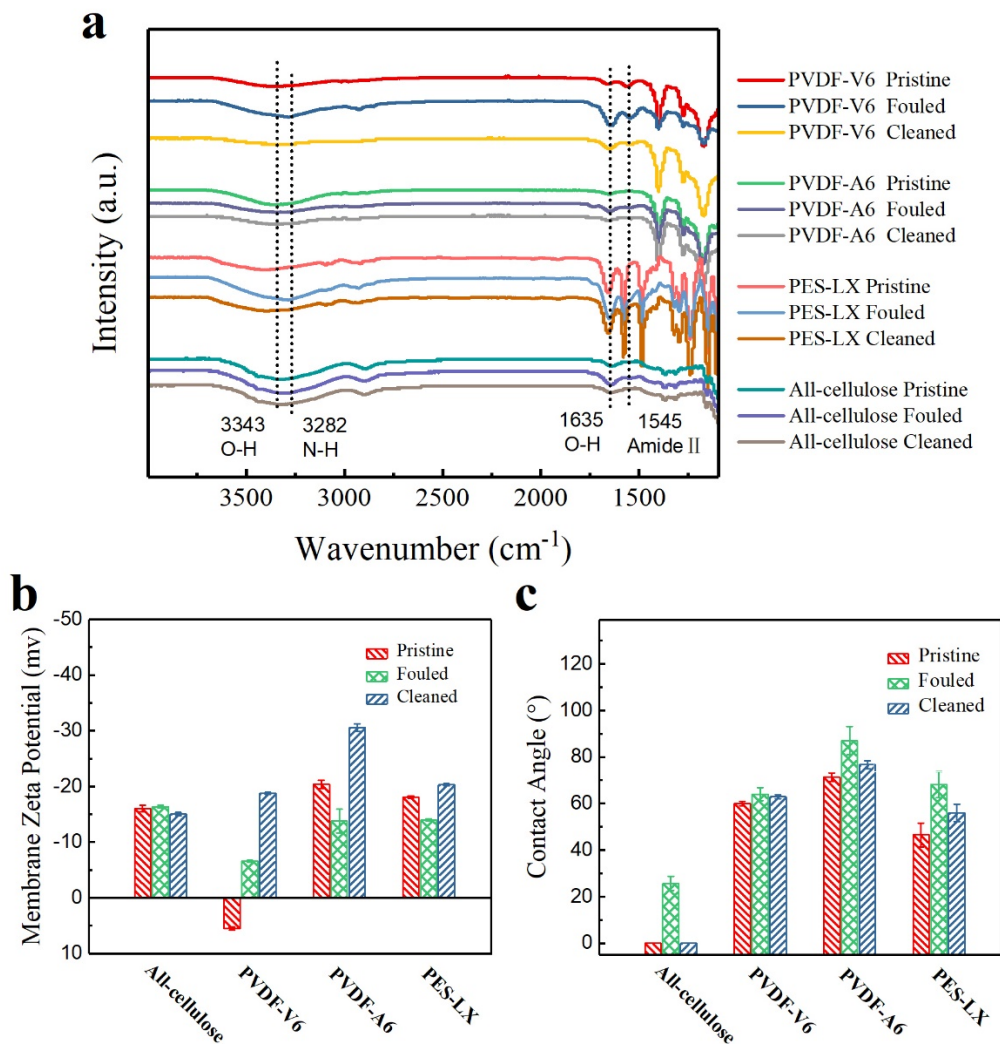 a
PVDF-V6 Pristine
PVDF-V6 Fouled
PVDF-V6 Cleaned
PVDF-A6 Pristine
PVDF-A6 Fouled
PVDF-A6 Cleaned
PES-LX Pristine
PES-LX Fouled
PES-LX Cleaned
All-cellulose Pristine
All-cellulose Fouled
All-cellulose Cleaned
Intensity (a.u.)
3343 3282 1635 1545
O-H N-H O-H Amide II
3500 3000 2500 2000 1500
Wavenumber (cm⁻¹)
b
Membrane Zeta Potential (mv)
-50
-40
-30
-20
-10
0
10
Pristine
Fouled
Cleaned
All-cellulose
PVDF-V6
PVDF-A6
PES-LX
c
Contact Angle (°)
120
100
80
60
40
20
0
Pristine
Fouled
Cleaned
All-cellulose
PVDF-V6
PVDF-A6
PES-LX